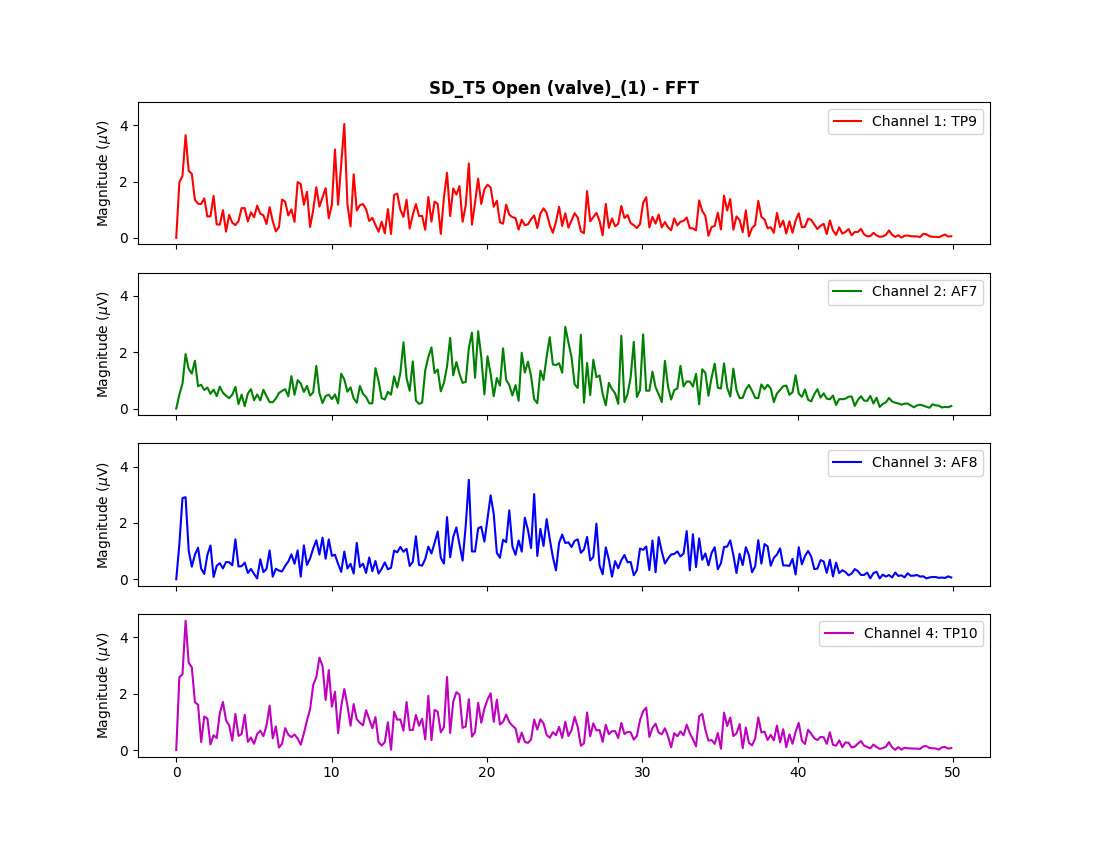 SD_T5 Open (valve)_(1) - FFT
Magnitude (μV)
4
2
0
Channel 1: TP9
Magnitude (μV)
4
2
0
Channel 2: AF7
Magnitude (μV)
4
2
0
Channel 3: AF8
Magnitude (μV)
4
2
0
Channel 4: TP10
0 10 20 30 40 50